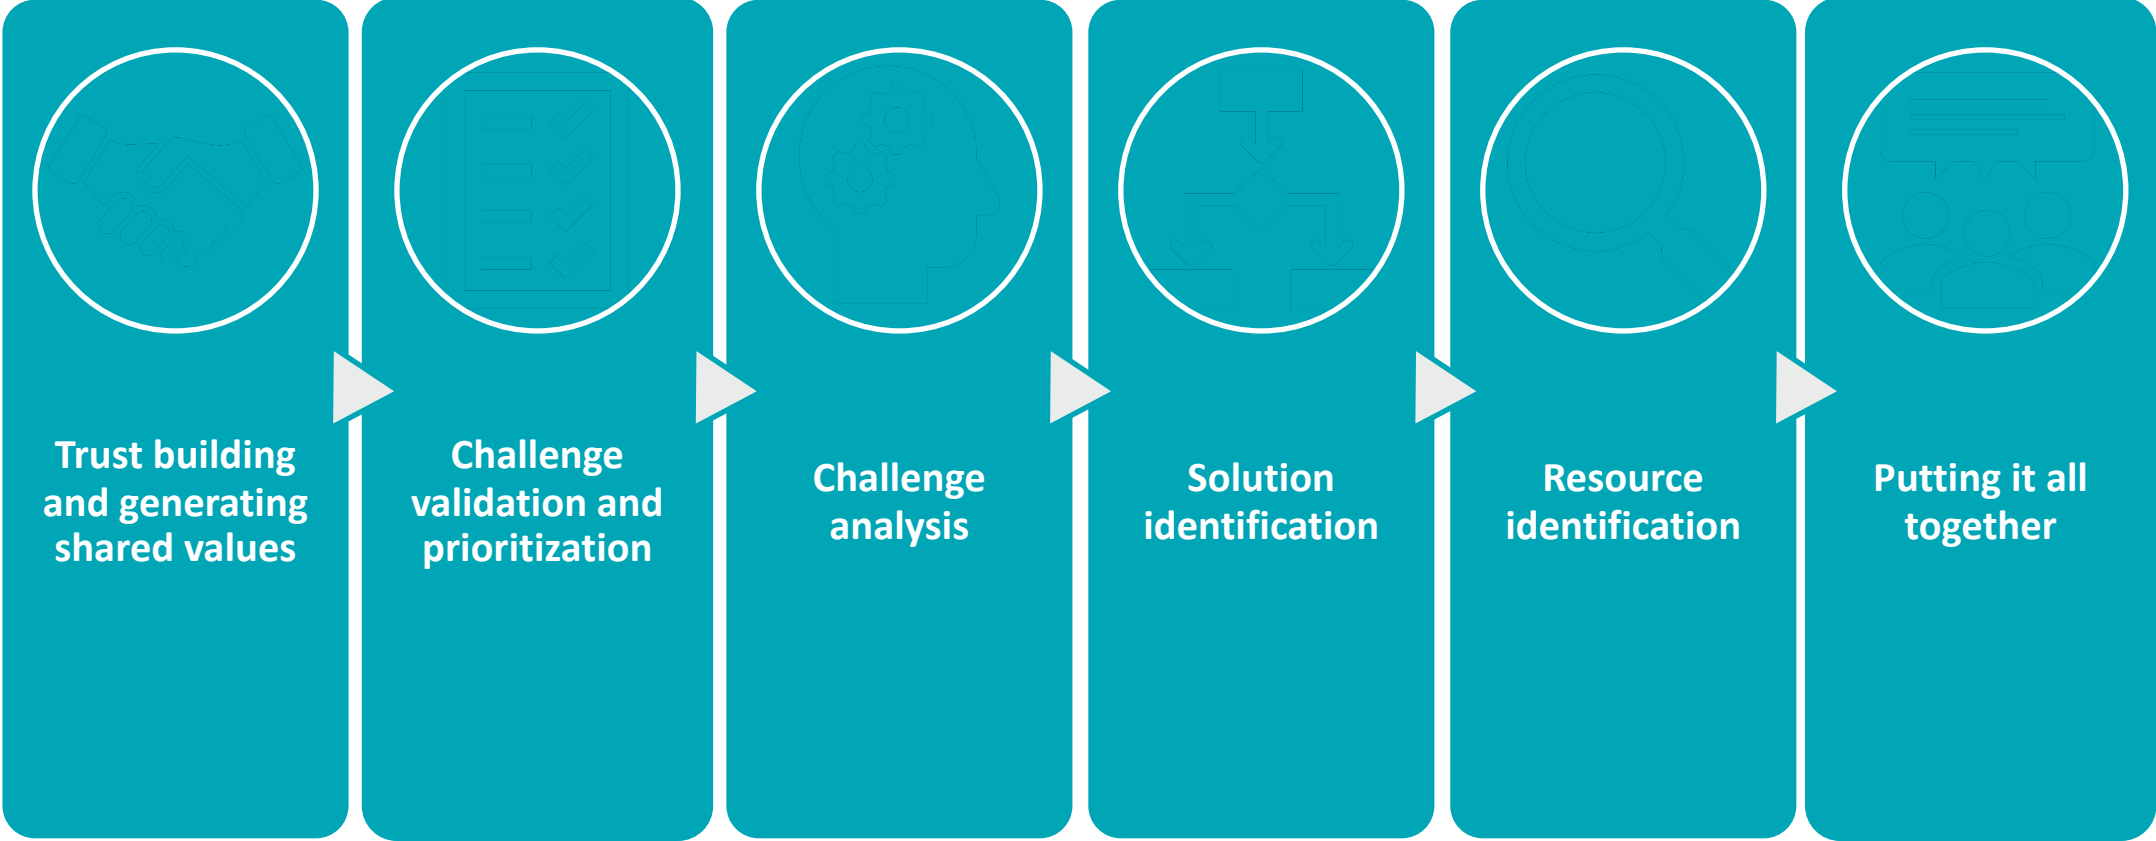 Trust building
and generating
shared values
Challenge
validation and
prioritization
Challenge
analysis
Solution
identification
Resource
identification
Putting it all
together